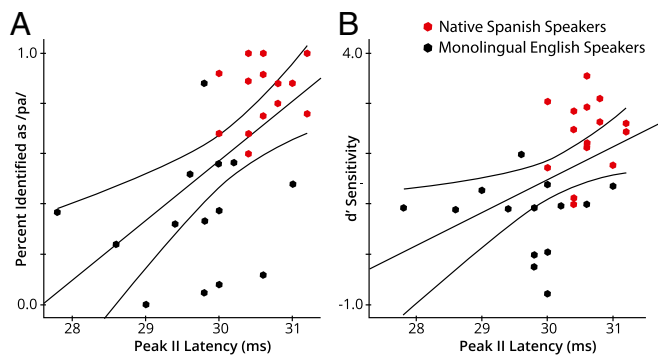 A
B
Native Spanish Speakers
Monolingual English Speakers
1.0
0.0
Percent Identified as /pa/
28
29
30
31
Peak II Latency (ms)
4.0
-1.0
d' Sensitivity
28
29
30
31
Peak II Latency (ms)